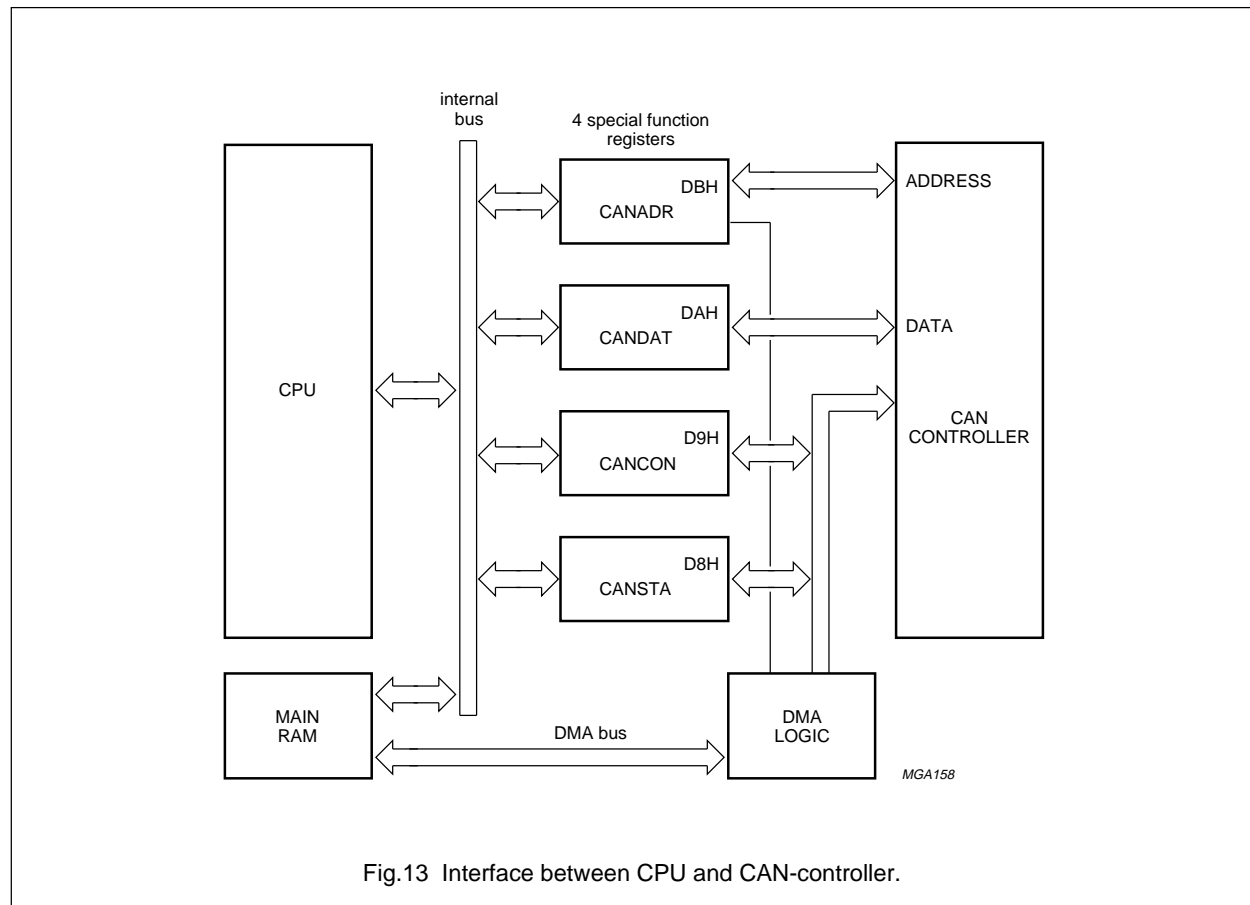 internal
bus
4 special function
registers
DBH
CANADR
ADDRESS
DAH
CANDAT
DATA
CPU
D9H
CANCON
CAN
CONTROLLER
D8H
CANSTA
MAIN
RAM
DMA bus
DMA
LOGIC
MGA158
Fig.13 Interface between CPU and CAN-controller.